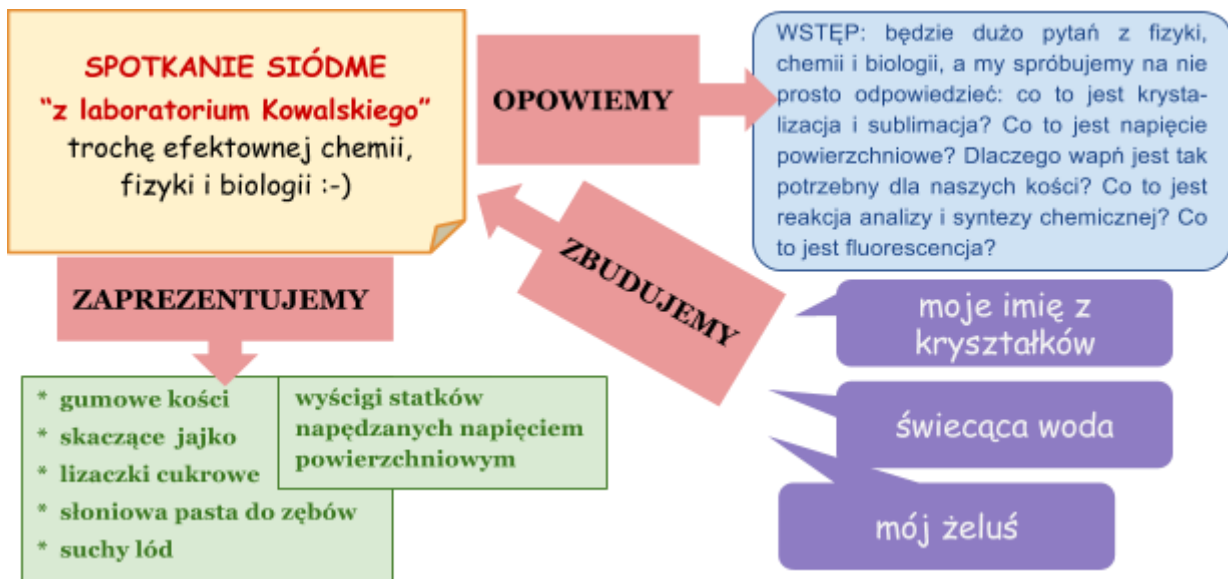 SPOTKANIE SIÓDME
“z laboratorium Kowalskiego”
trochę efektownej chemii,
fizyki i biologii :-)
OPOWIEMY
WSTĘP: będzie dużo pytań z fizyki,
chemii i biologii, a my spróbujemy na nie
prosto odpowiedzieć: co to jest krysta-
lizacja i sublimacja? Co to jest napięcie
powierzchniowe? Dlaczego wapń jest tak
potrzebny dla naszych kości? Co to jest
reakcja analizy i syntezy chemicznej? Co
to jest fluorescencja?
ZBUDUJEMY
moje imię z
kryształków
świecąca woda
mój żeluś
ZAPREZENTUJEMY
* gumowe kości
* skaczące jajko
* lizaczki cukrowe
* słoniowa pasta do zębów
* suchy lód
wyścigi statków
napędzanych napięciem
powierzchniowym